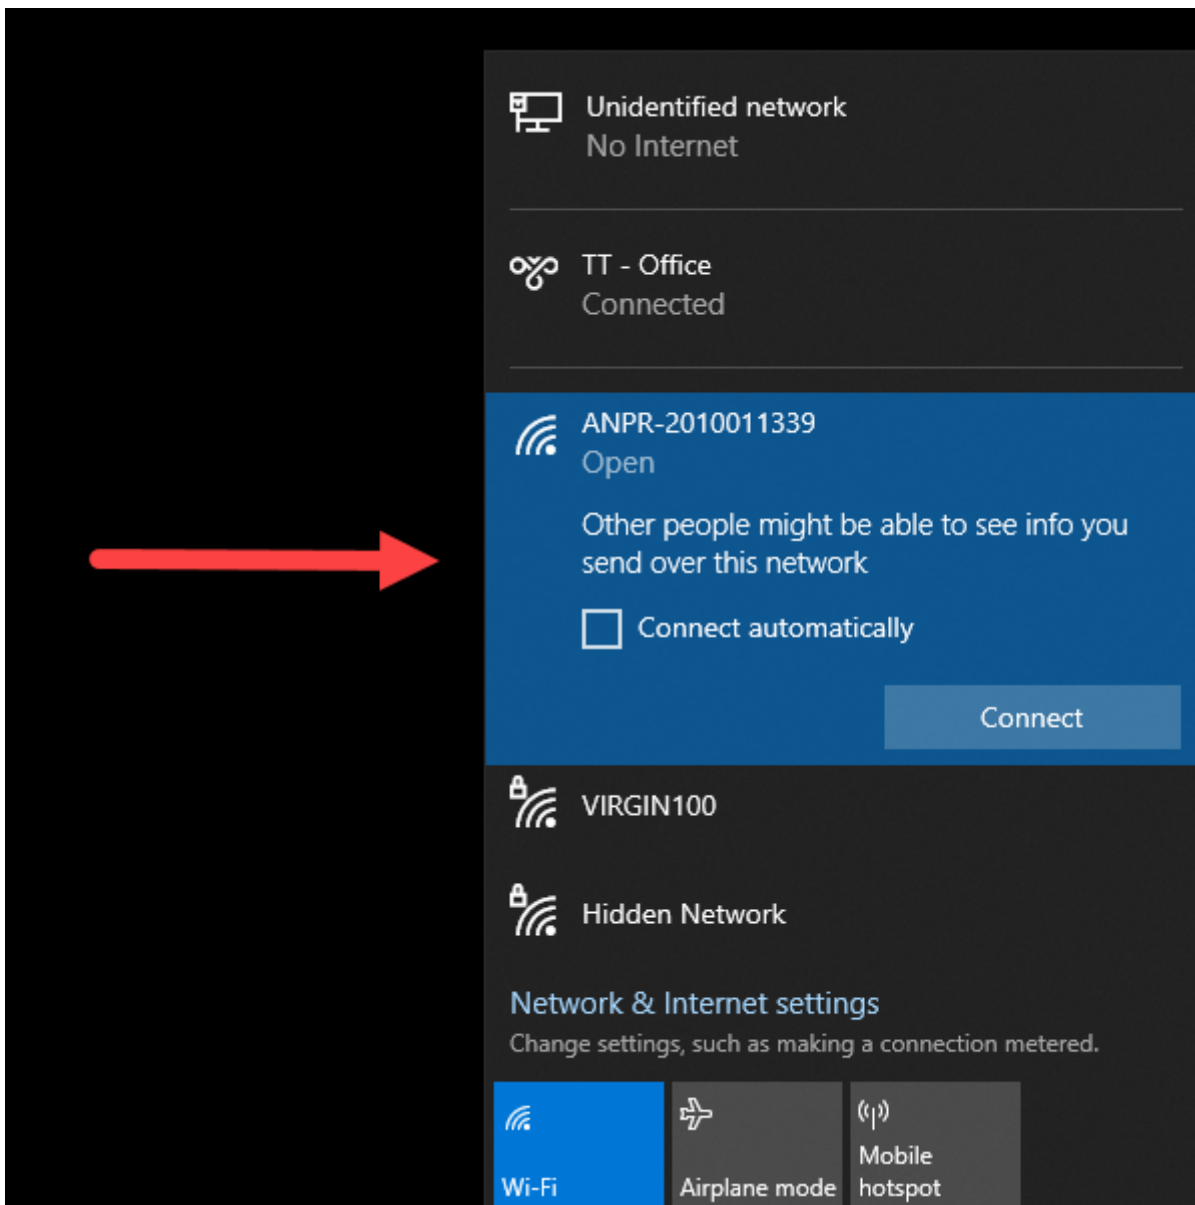 Unidentified network
No Internet
TT - Office
Connected
ANPR-2010011339
Open
Other people might be able to see info you
send over this network
Connect automatically
Connect
VIRGIN100
Hidden Network
Network & Internet settings
Change settings, such as making a connection metered.
Wi-Fi
Airplane mode
Mobile
hotspot